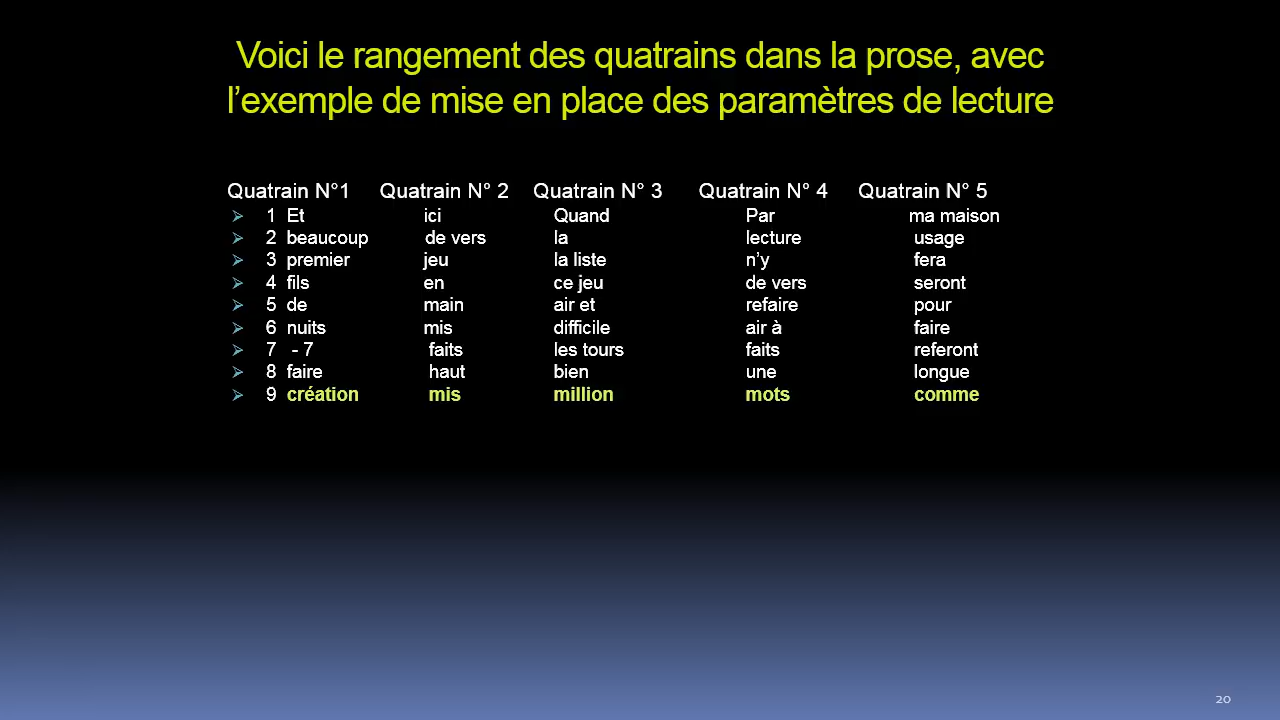 Voici le rangement des quatrains dans la prose, avec
l’exemple de mise en place des paramètres de lecture
Quatrain N°1 Quatrain N° 2 Quatrain N° 3 Quatrain N° 4 Quatrain N° 5
1 Et ici Quand Par ma maison
2 beaucoup de vers la lecture usage
3 premier jeu la liste n’y fera
4 fils en ce jeu de vers seront
5 de main air et refaire pour
6 nuits mis difficile air à faire
7 - 7 faits les tours faits referont
8 faire haut bien une longue
9 création mis million mots comme
20